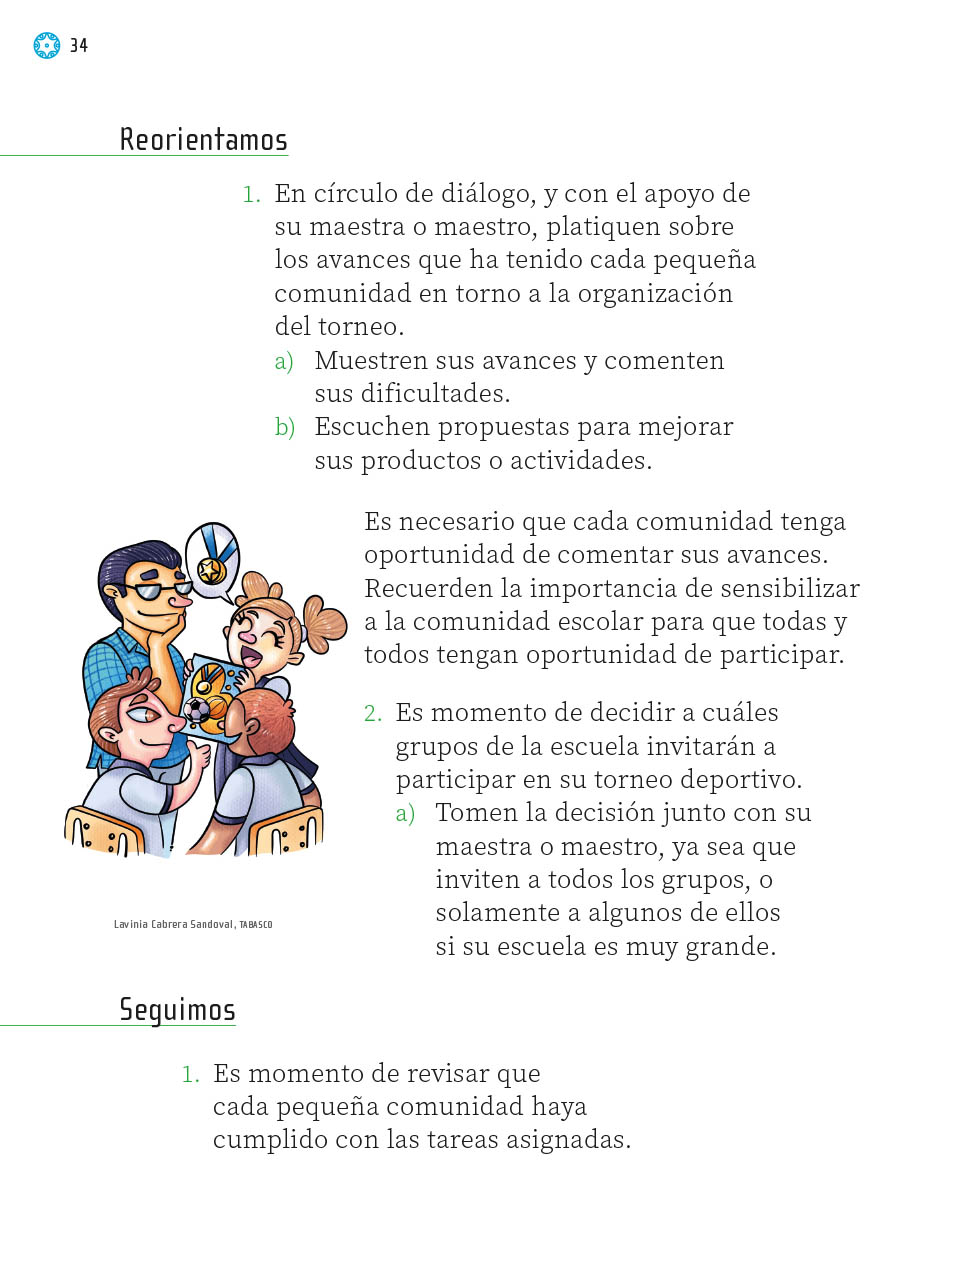 34
Reorientamos
1. En círculo de diálogo, y con el apoyo de
su maestra o maestro, platiquen sobre
los avances que ha tenido cada pequeña
comunidad en torno a la organización
del torneo.
a) Muestren sus avances y comenten
sus dificultades.
b) Escuchen propuestas para mejorar
sus productos o actividades.
Es necesario que cada comunidad tenga
oportunidad de comentar sus avances.
Recuerden la importancia de sensibilizar
a la comunidad escolar para que todas y
todos tengan oportunidad de participar.
2. Es momento de decidir a cuáles
grupos de la escuela invitarán a
participar en su torneo deportivo.
a) Tomen la decisión junto con su
maestra o maestro, ya sea que
inviten a todos los grupos, o
solamente a algunos de ellos
si su escuela es muy grande.
Lavinia Cabrera Sandoval, TABASCO
Seguimos
1. Es momento de revisar que
cada pequeña comunidad haya
cumplido con las tareas asignadas.